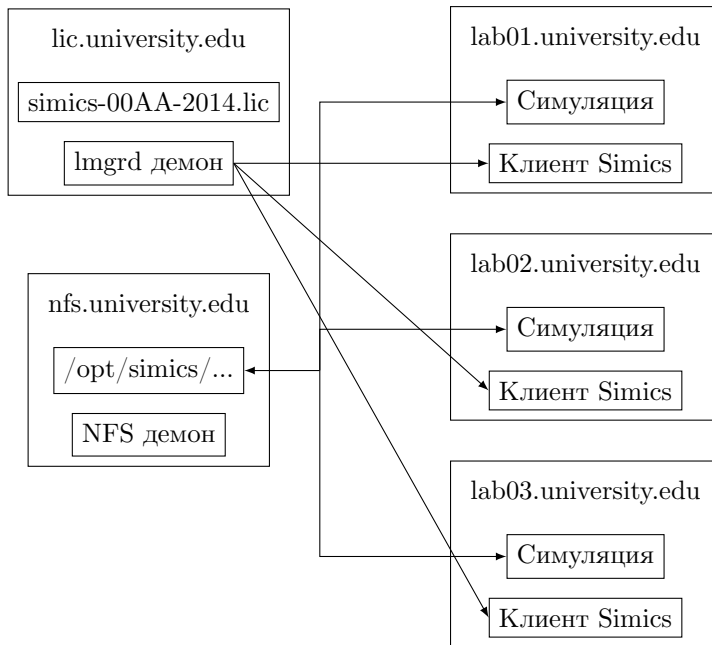 lic.university.edu
simics-00AA-2014.lic
lmgrd демон
nfs.university.edu
/opt/simics/...
NFS демон
lab01.university.edu
Симуляция
Клиент Simics
lab02.university.edu
Симуляция
Клиент Simics
lab03.university.edu
Симуляция
Клиент Simics